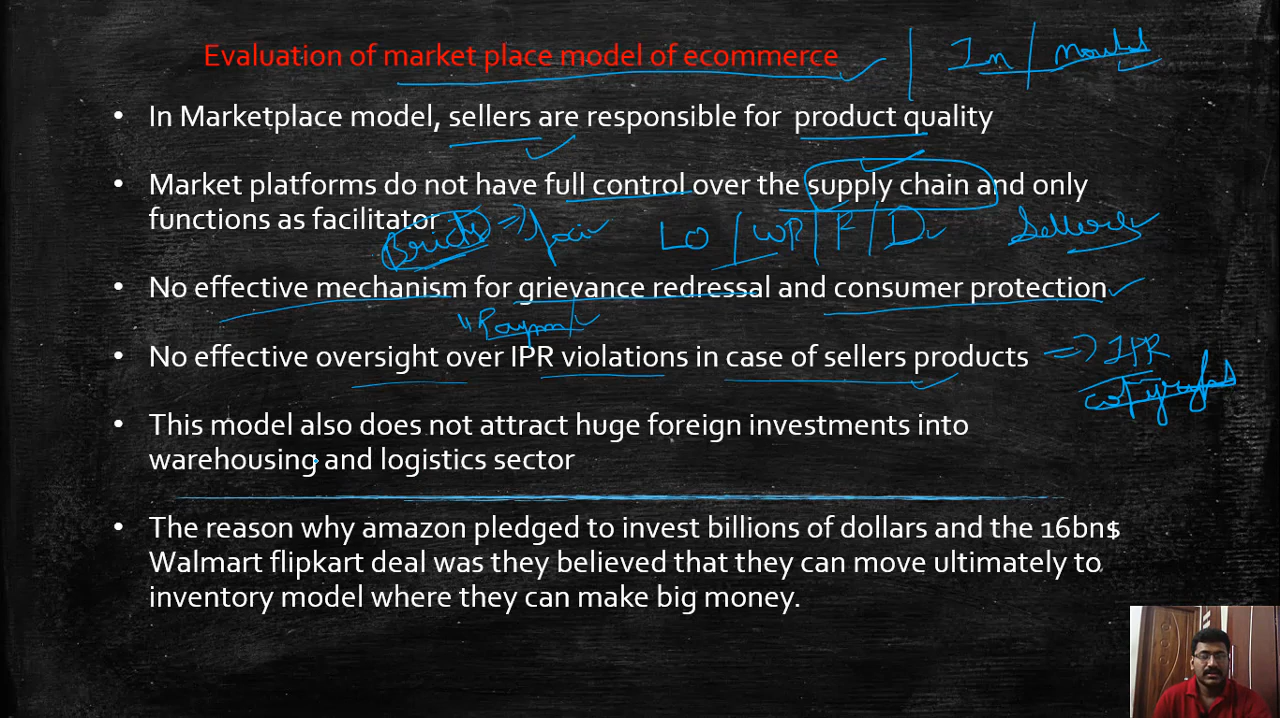 Evaluation of market place model of ecommerce
In
• In Marketplace model, sellers are responsible for product quality
• Market platforms do not have full control over the supply chain and only
functions as facilitator
LO WP F D
Sellers
• No effective mechanism for grievance redressal and consumer protection
• No effective oversight over IPR violations in case of sellers products
=> IPR
• This model also does not attract huge foreign investments into
warehousing and logistics sector
• The reason why amazon pledged to invest billions of dollars and the 16bn$
Walmart flipkart deal was they believed that they can move ultimately to
inventory model where they can make big money.